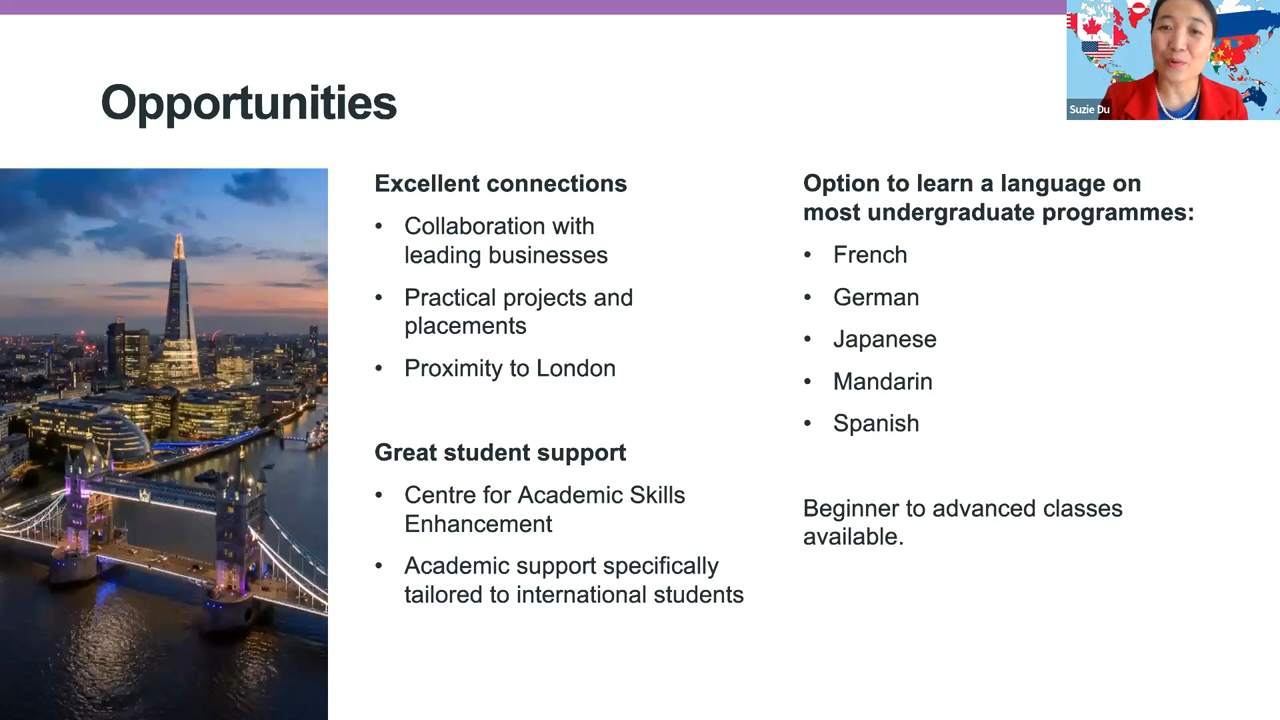 Suzie Du
Opportunities
Excellent connections
• Collaboration with
leading businesses
• Practical projects and
placements
• Proximity to London
Great student support
• Centre for Academic Skills
Enhancement
• Academic support specifically
tailored to international students
Option to learn a language on
most undergraduate programmes:
• French
• German
• Japanese
• Mandarin
• Spanish
Beginner to advanced classes
available.